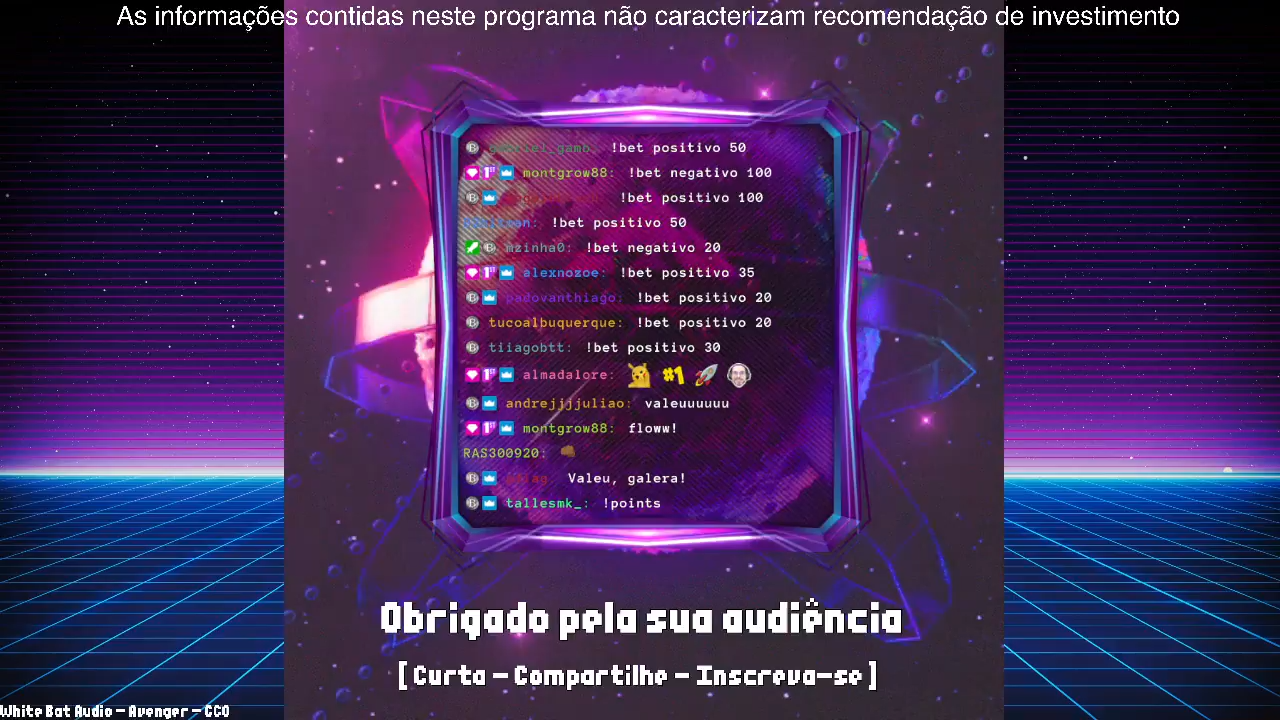 As informações contidas neste programa não caracterizam recomendação de investimento
!bet positivo 50
montgrow88: !bet negativo 100
!bet positivo 100
!bet positivo 50
mzinha0: !bet negativo 20
alexnozoe: !bet positivo 35
padovanthiago: !bet positivo 20
tucoalbuquerque: !bet positivo 20
tiiagobtt: !bet positivo 30
almadalore: #1
andrejjjjuliao: valeuuuuuu
montgrow88: floww!
RAS300920:
Valeu, galera!
tallesmk_: !points
Obrigado pela sua audiência
[ Curta - Compartilhe - Inscreva-se ]
White Bat Audio - Avenger - CC0